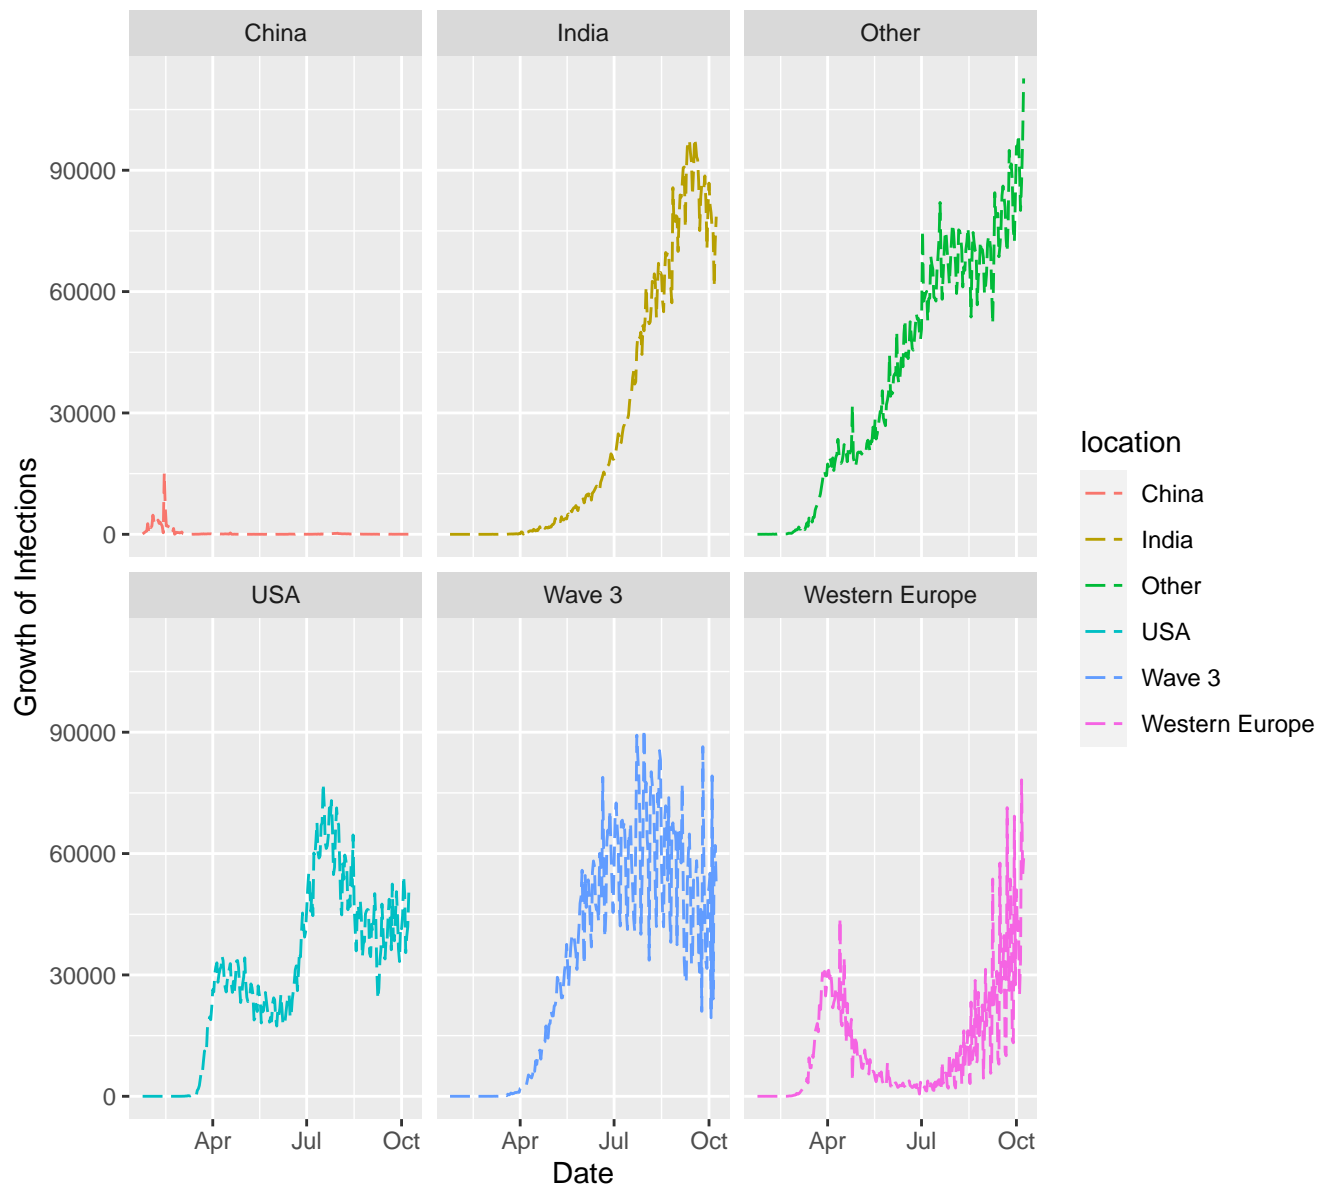 China
India
Other
90000
60000
30000
0
USA
Wave 3
Western Europe
90000
60000
30000
0
Apr
Jul
Oct
Apr
Jul
Oct
Apr
Jul
Oct
Date
Growth of Infections
location
China
India
Other
USA
Wave 3
Western Europe